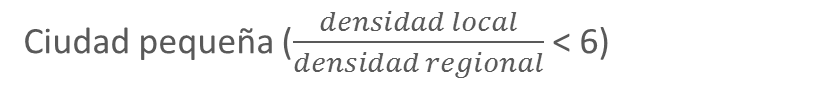 Ciudad pequeña (densidad local / densidad regional < 6)